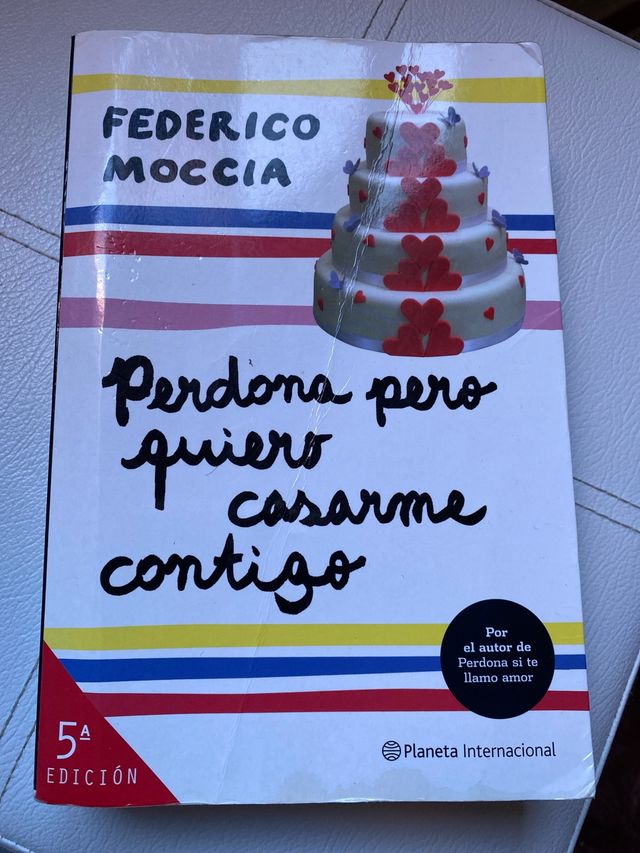 FEDERICO
MOCCIA
Perdona pero
quiero
casarme
contigo
Por
el autor de
Perdona si te
llamo amor
5ª
EDICIÓN
Planeta Internacional